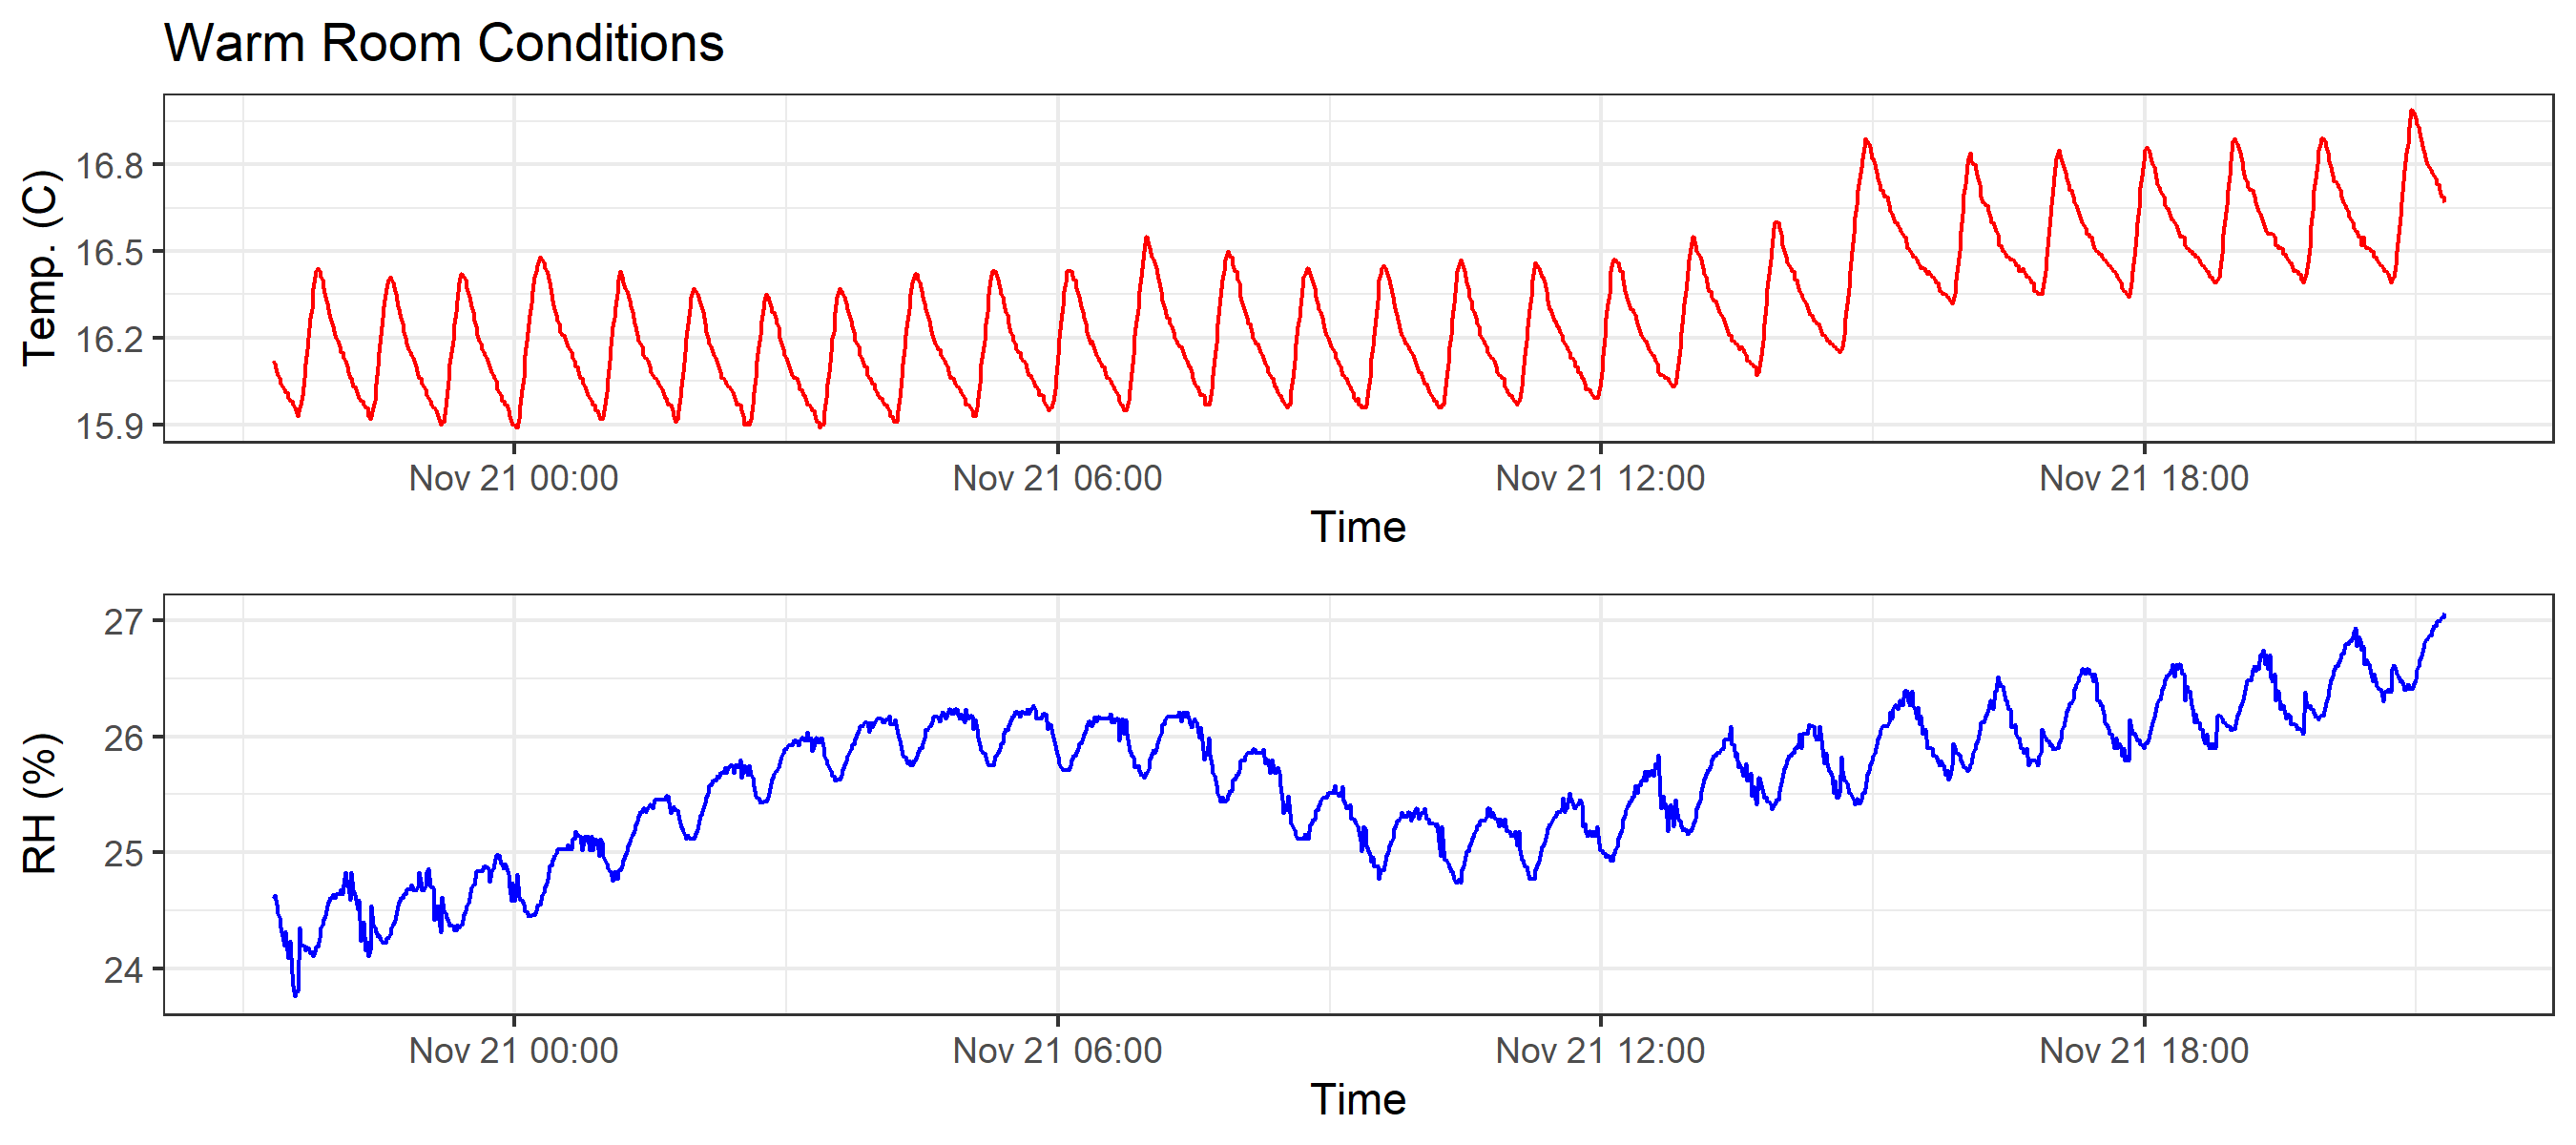 Warm Room Conditions
Temp. (C)
16.8
16.5
16.2
15.9
Nov 21 00:00 Nov 21 06:00 Nov 21 12:00 Nov 21 18:00
Time
RH (%)
27
26
25
24
Nov 21 00:00 Nov 21 06:00 Nov 21 12:00 Nov 21 18:00
Time